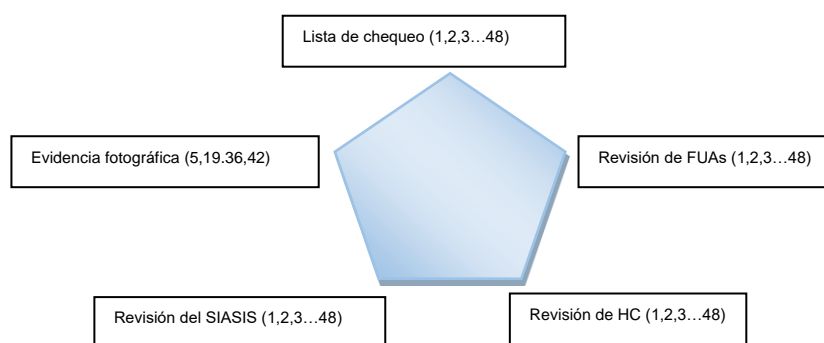 Lista de chequeo (1,2,3…48)
Evidencia fotográfica (5,19.36,42)
Revisión de FUAs (1,2,3…48)
Revisión del SIASIS (1,2,3…48)
Revisión de HC (1,2,3…48)